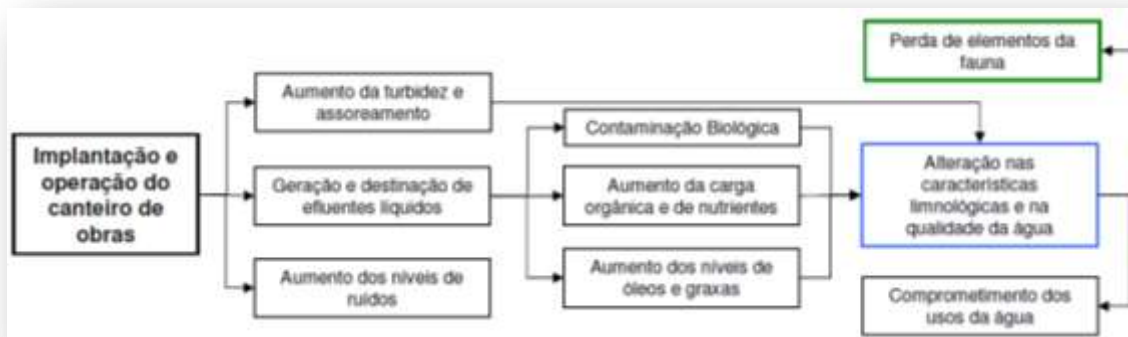 Implantação e
operação do
canteiro de
obras
Aumento da turbidez e
assoreamento
Geração e destinação de
efluentes líquidos
Aumento dos níveis de
ruídos
Contaminação Biológica
Aumento da carga
orgânica e de nutrientes
Aumento dos níveis de
óleos e graxas
Perda de elementos da
fauna
Alteração nas
características
limnológicas e na
qualidade da água
Comprometimento dos
usos da água